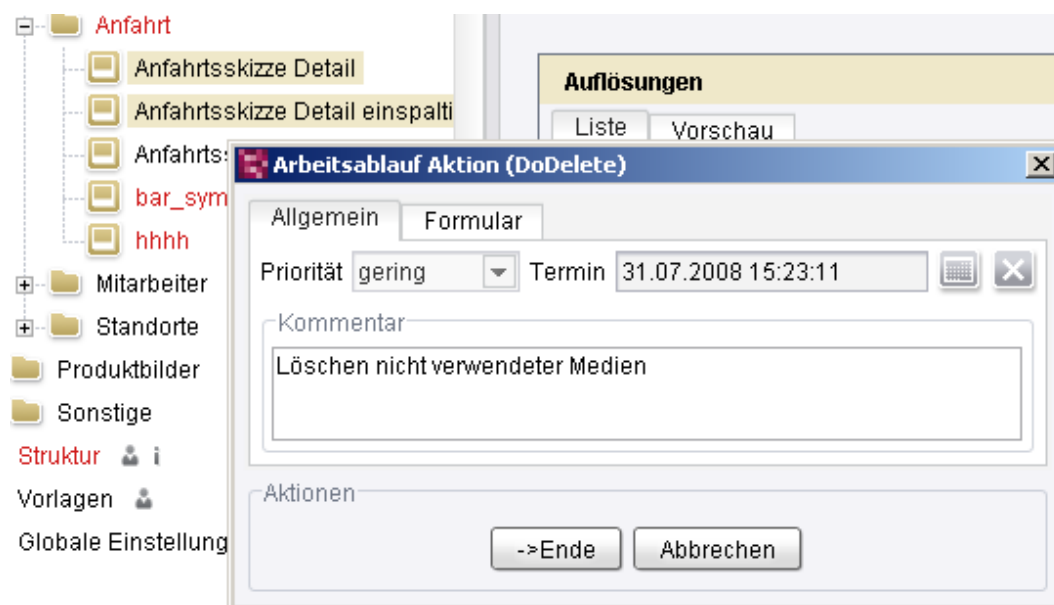 Anfahrt
Anfahrtsskizze Detail
Anfahrtsskizze Detail einspalti
Anfahrts
bar_sym
hhhh
Mitarbeiter
Standorte
Produktbilder
Sonstige
Struktur
Vorlagen
Globale Einstellung
Auflösungen
Liste Vorschau
Arbeitsablauf Aktion (DoDelete)
Allgemein Formular
Priorität gering Termin 31.07.2008 15:23:11
Kommentar
Löschen nicht verwendeter Medien
Aktionen
->Ende Abbrechen